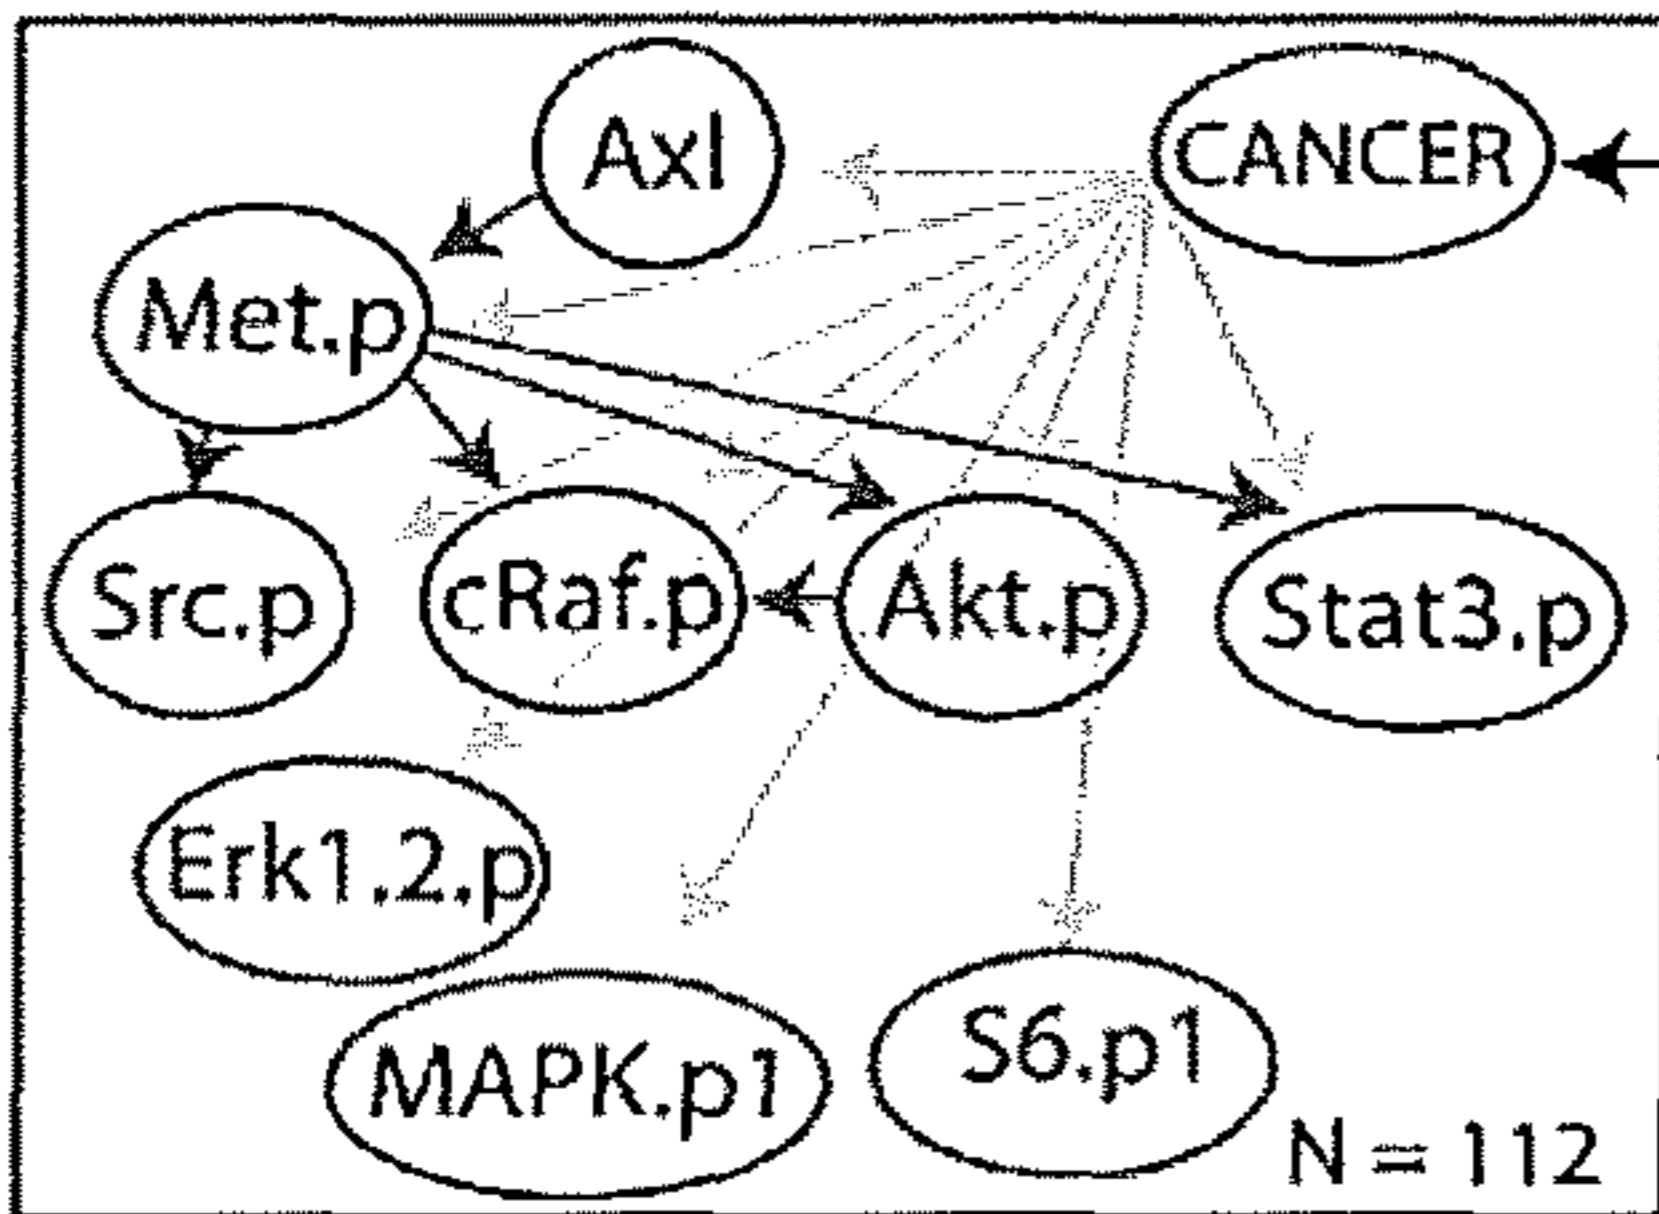 Axl
CANCER
Met.p
Src.p
cRaf.p
Akt.p
Stat3.p
Erk1.2.p
MAPK.p1
S6.p1
N = 112